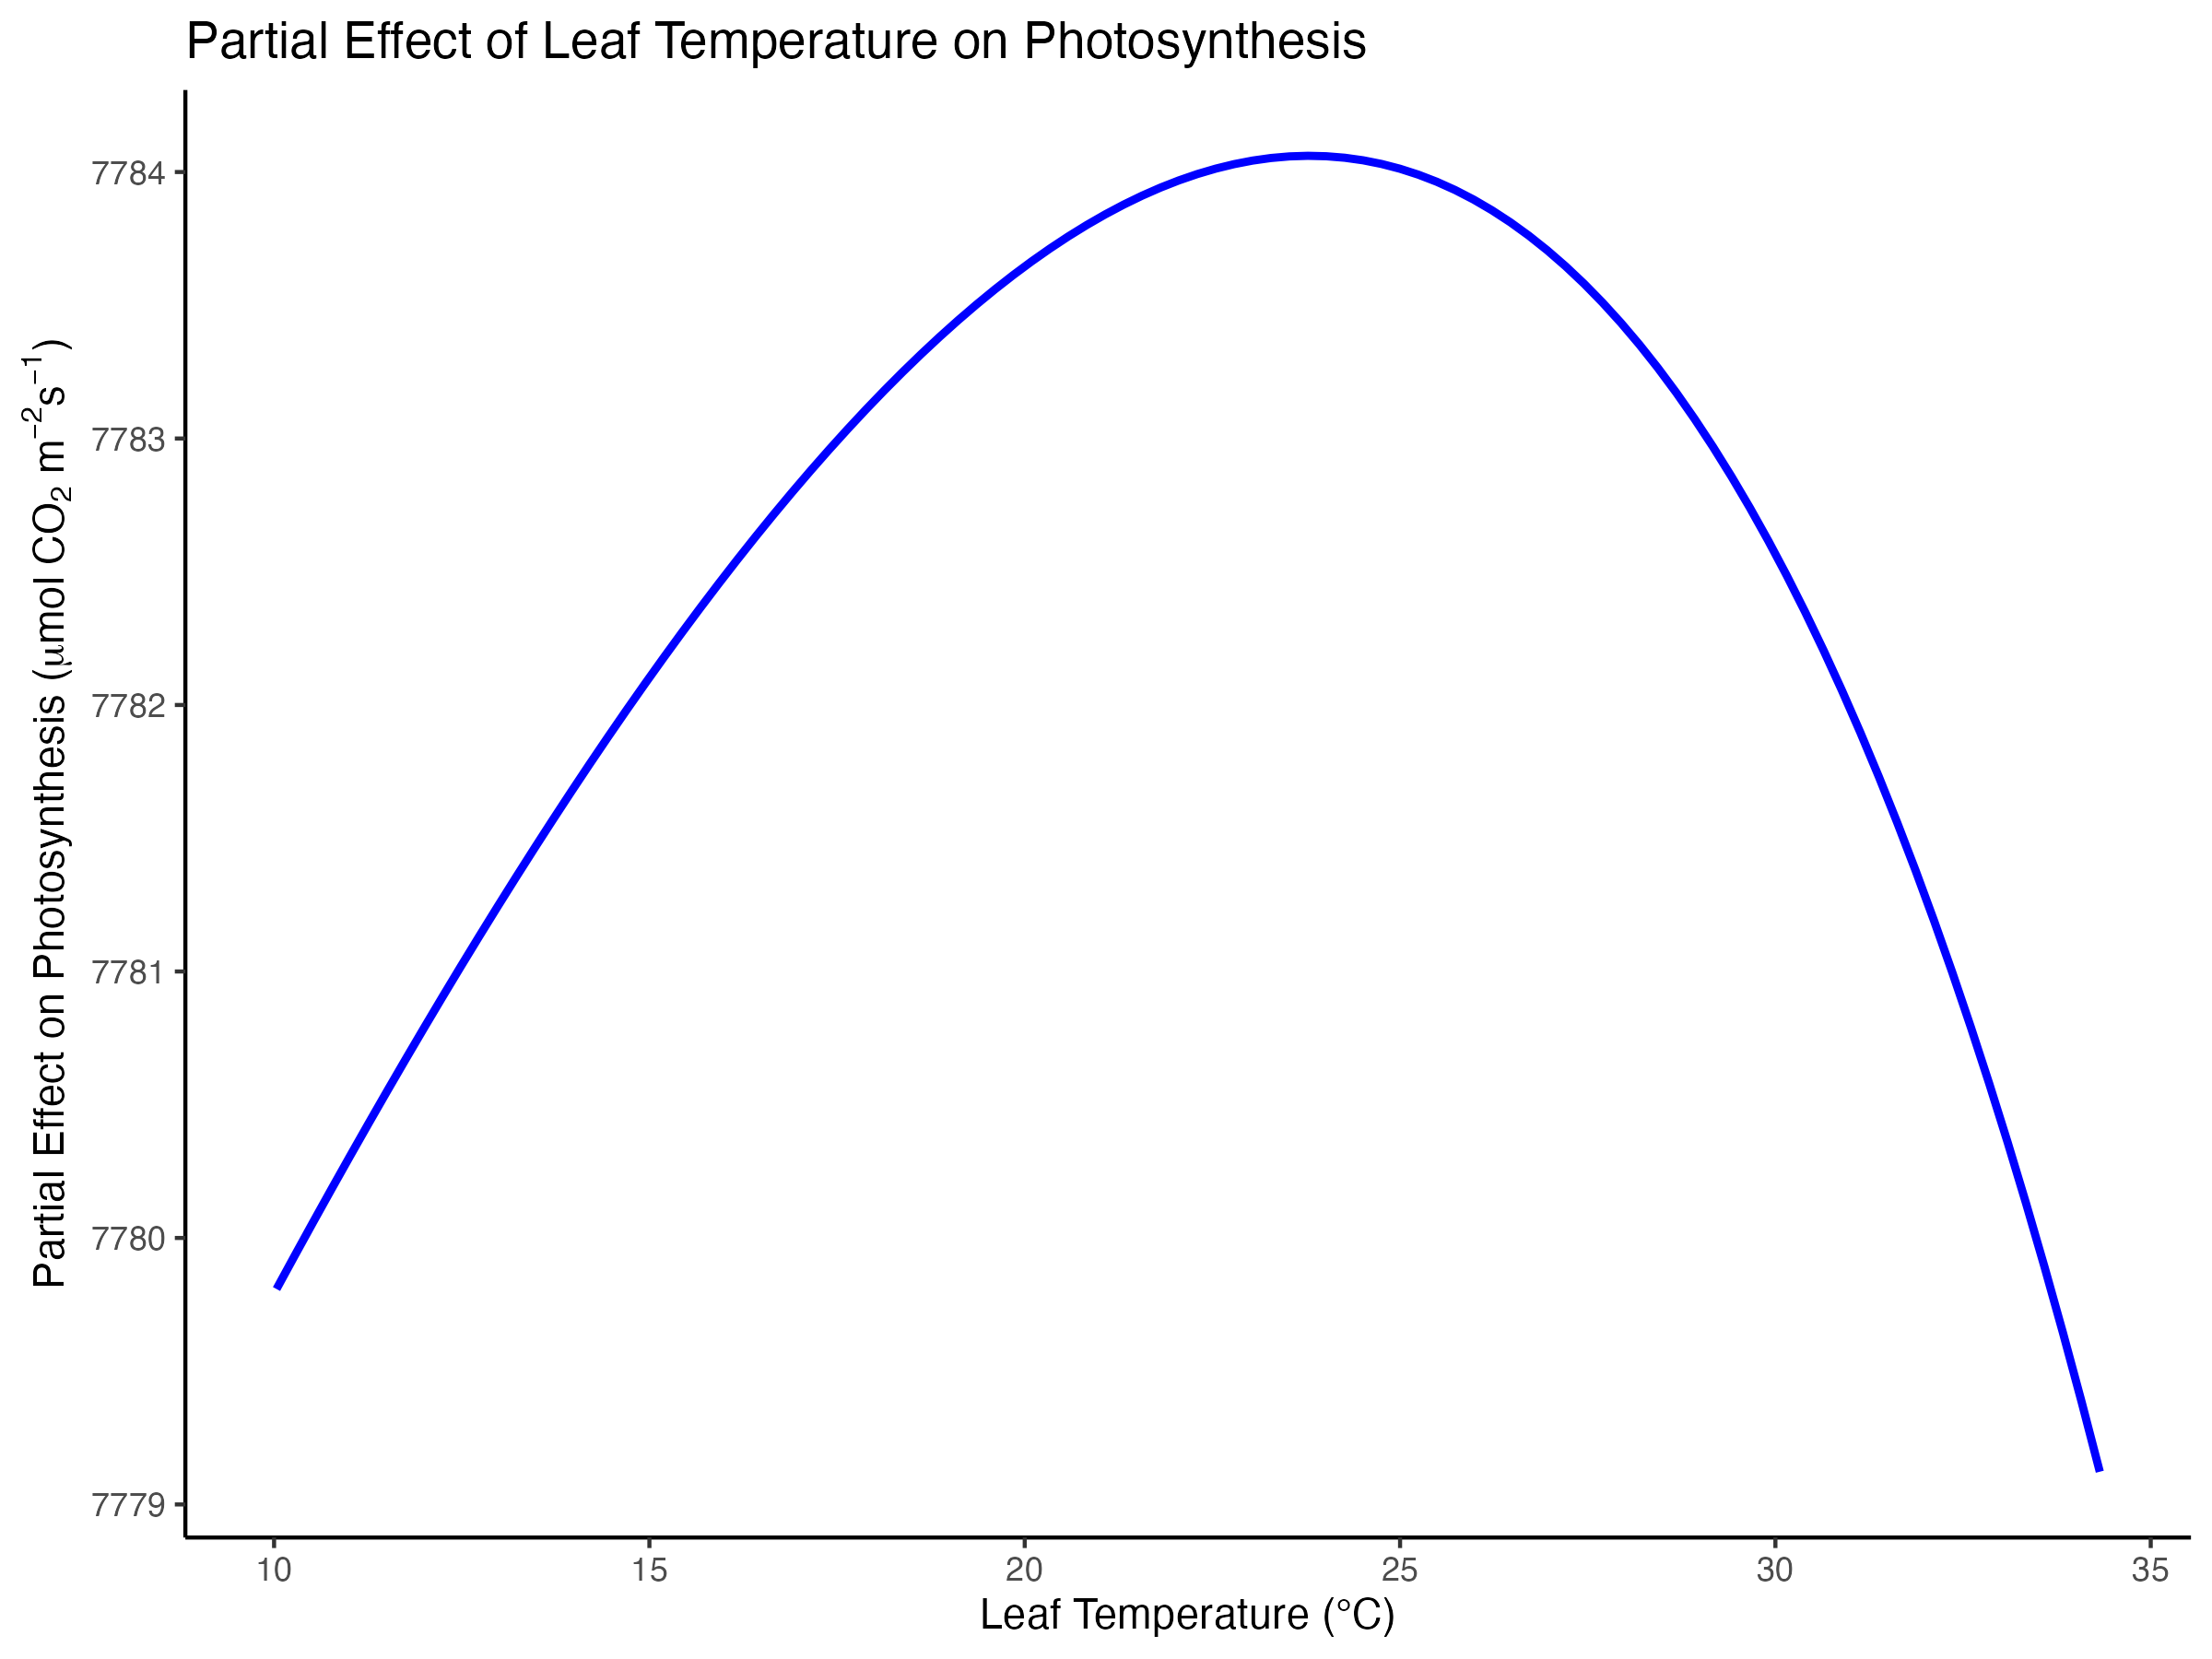 Partial Effect of Leaf Temperature on Photosynthesis
Partial Effect on Photosynthesis (μmol CO₂ m⁻²s⁻¹)
7784
7783
7782
7781
7780
7779
10 15 20 25 30 35
Leaf Temperature (°C)